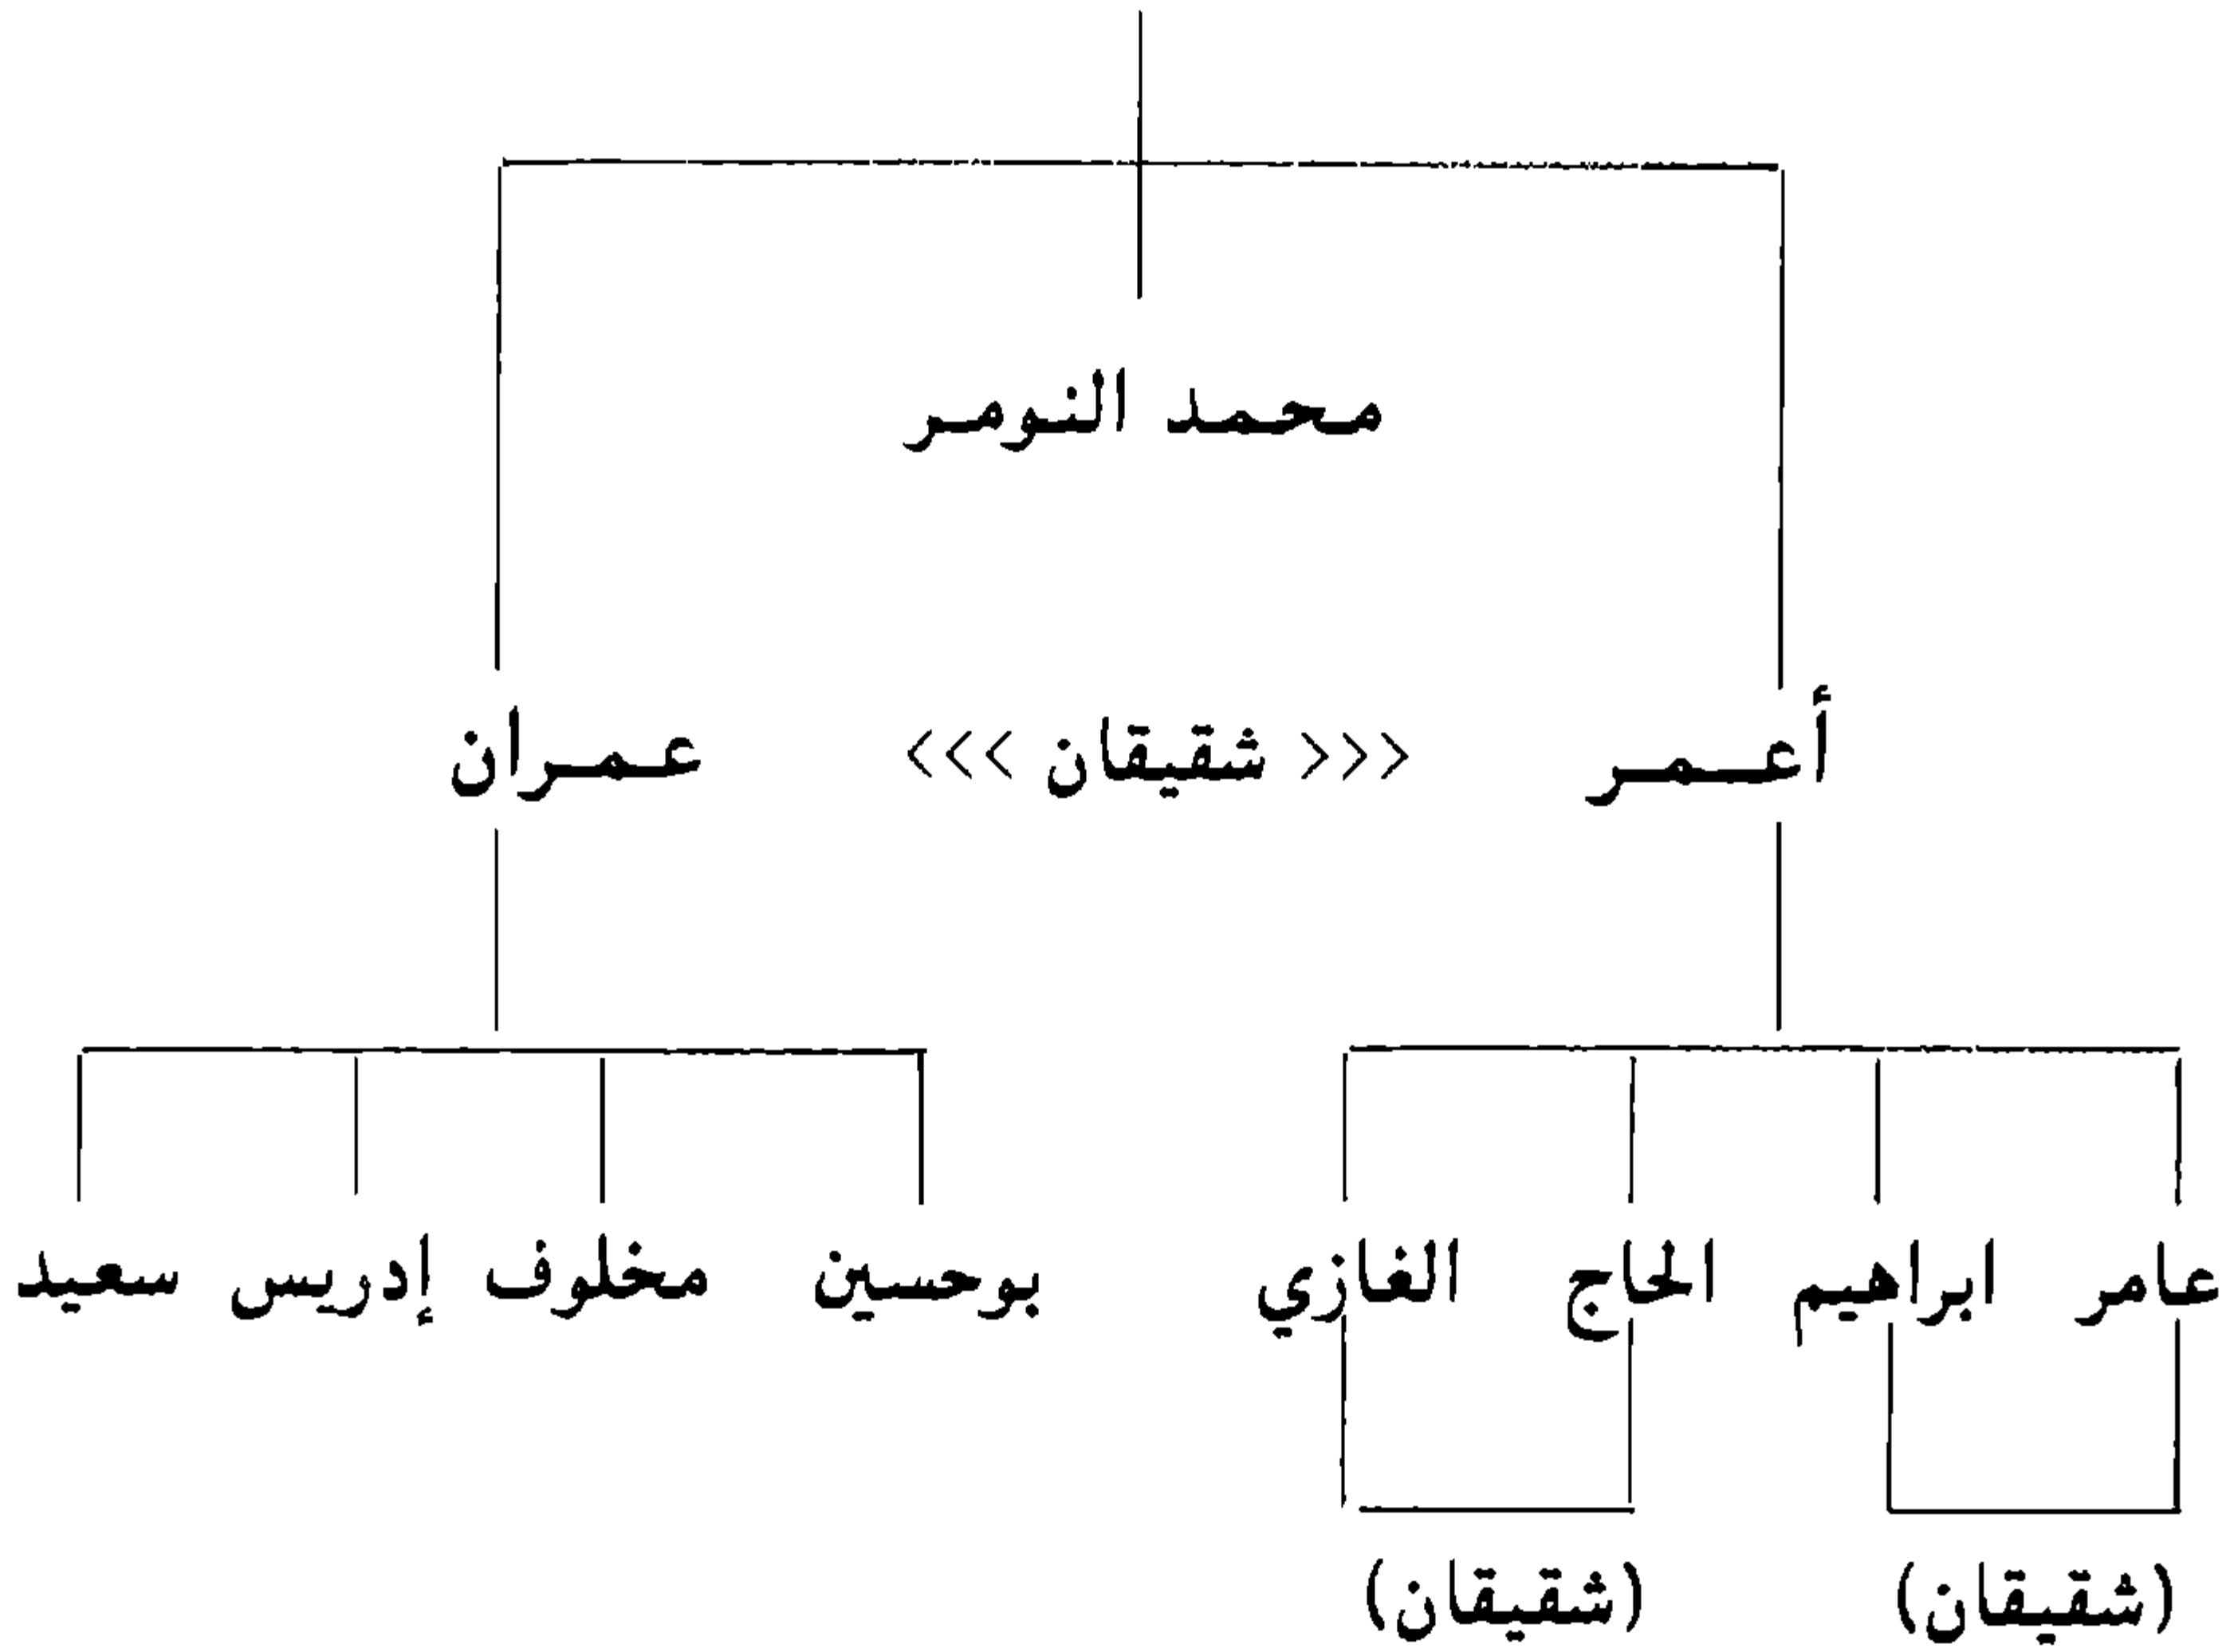 محمد النومر
أعمر >>> شقيقان <<< عمران
عامر ابراهيم الحاج الغازي بوحسين مخلوف إدريس سعيد
(شقيقان) (شقيقان)